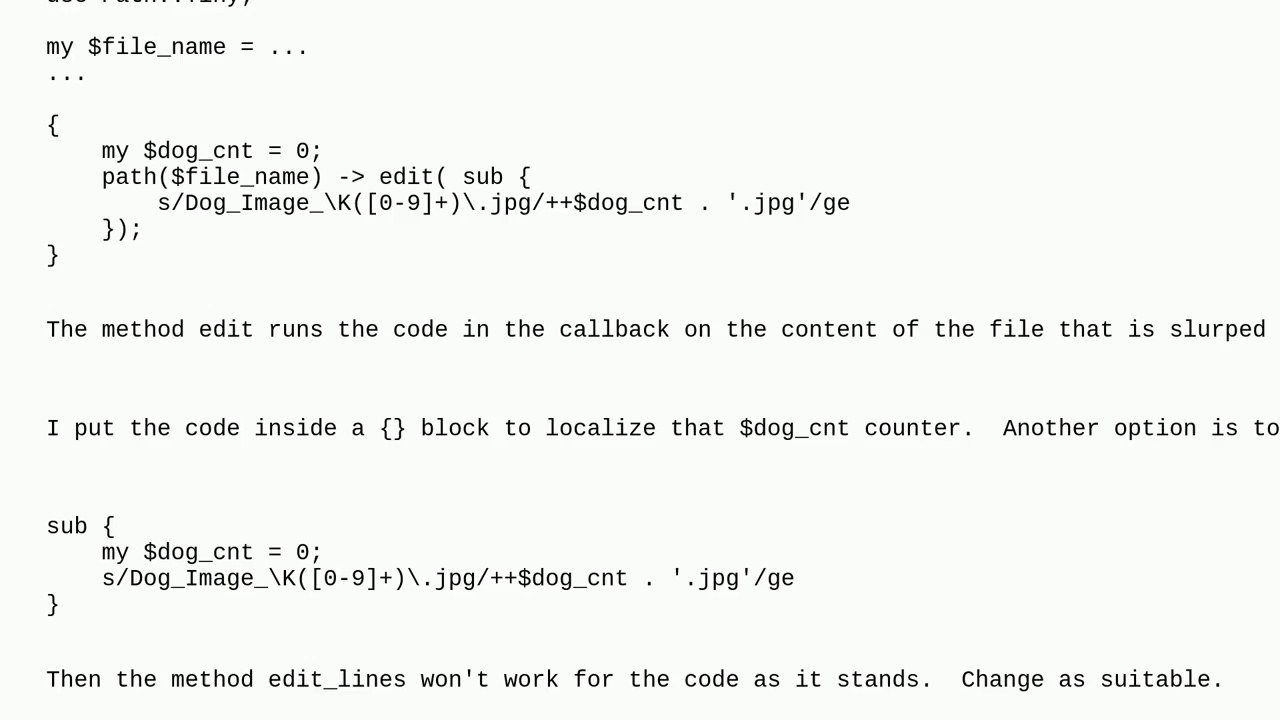 my $file_name = ...
...
{
    my $dog_cnt = 0;
    path($file_name) -> edit( sub {
        s/Dog_Image_\K([0-9]+)\.jpg/++$dog_cnt . '.jpg'/ge
    });
}
The method edit runs the code in the callback on the content of the file that is slurped
I put the code inside a {} block to localize that $dog_cnt counter.  Another option is to
sub {
    my $dog_cnt = 0;
    s/Dog_Image_\K([0-9]+)\.jpg/++$dog_cnt . '.jpg'/ge
}
Then the method edit_lines won't work for the code as it stands.  Change as suitable.